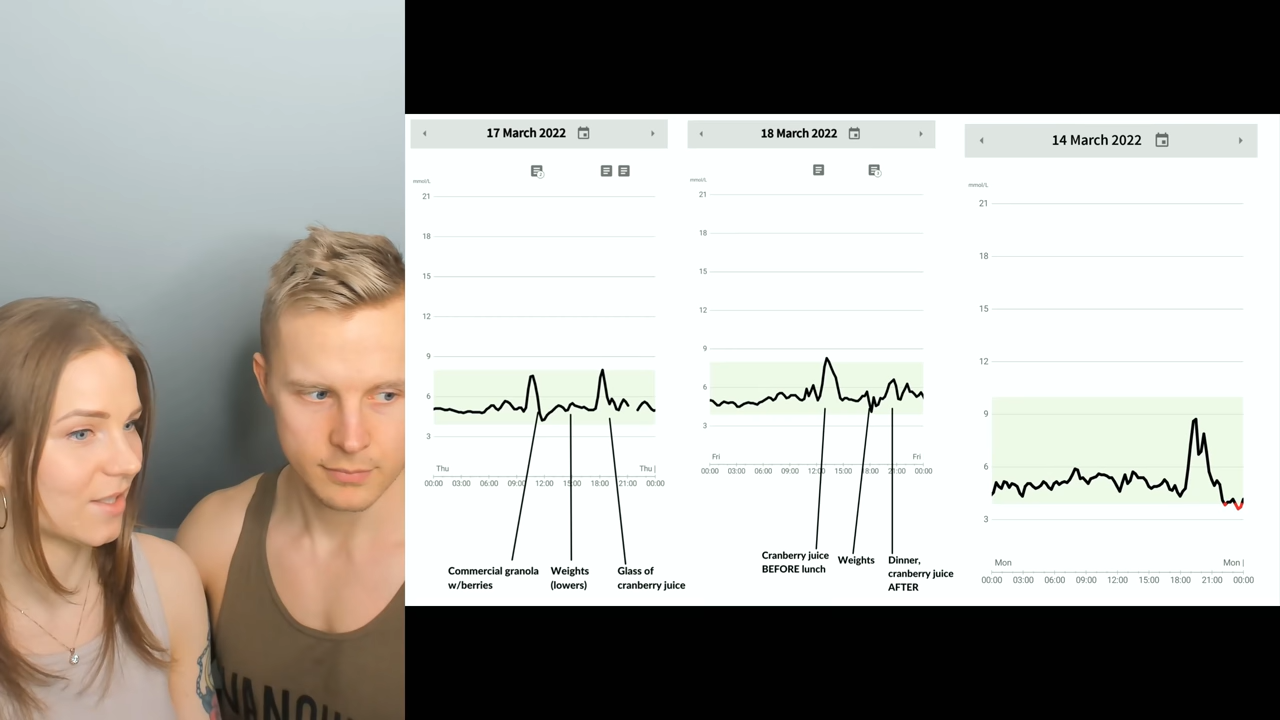 17 March 2022
mmol/L
21
18
15
12
9
6
3
Thu
Thu
00:00 03:00 06:00 09:00 12:00 15:00 18:00 21:00 00:00
Commercial granola
w/berries
Weights
(lowers)
Glass of
cranberry juice
18 March 2022
mmol/L
21
18
15
12
9
6
3
Fri
Fri
00:00 03:00 06:00 09:00 12:00 15:00 18:00 21:00 00:00
Cranberry juice
BEFORE lunch
Weights
Dinner,
cranberry juice
AFTER
14 March 2022
mmol/L
21
18
15
12
9
6
3
Mon
Mon
00:00 03:00 06:00 09:00 12:00 15:00 18:00 21:00 00:00